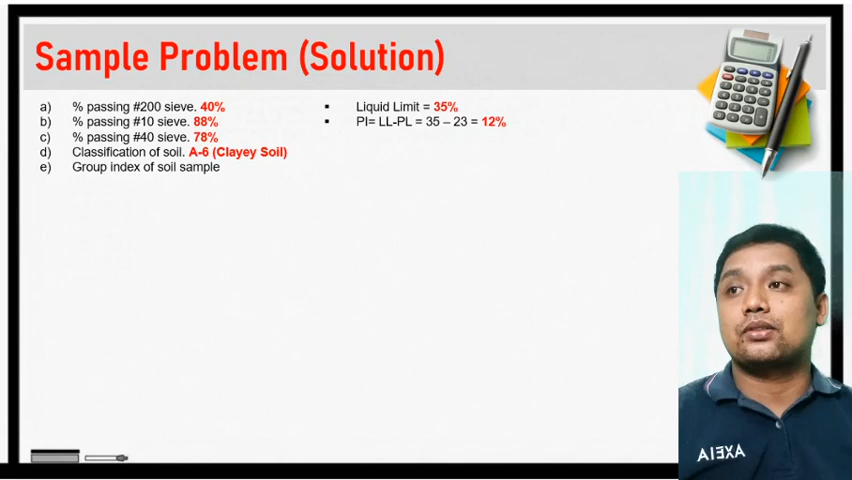 Sample Problem (Solution)
a) % passing #200 sieve. 40%
b) % passing #10 sieve. 88%
c) % passing #40 sieve. 78%
d) Classification of soil. A-6 (Clayey Soil)
e) Group index of soil sample
▪ Liquid Limit = 35%
▪ PI= LL-PL = 35 – 23 = 12%
AXEIA